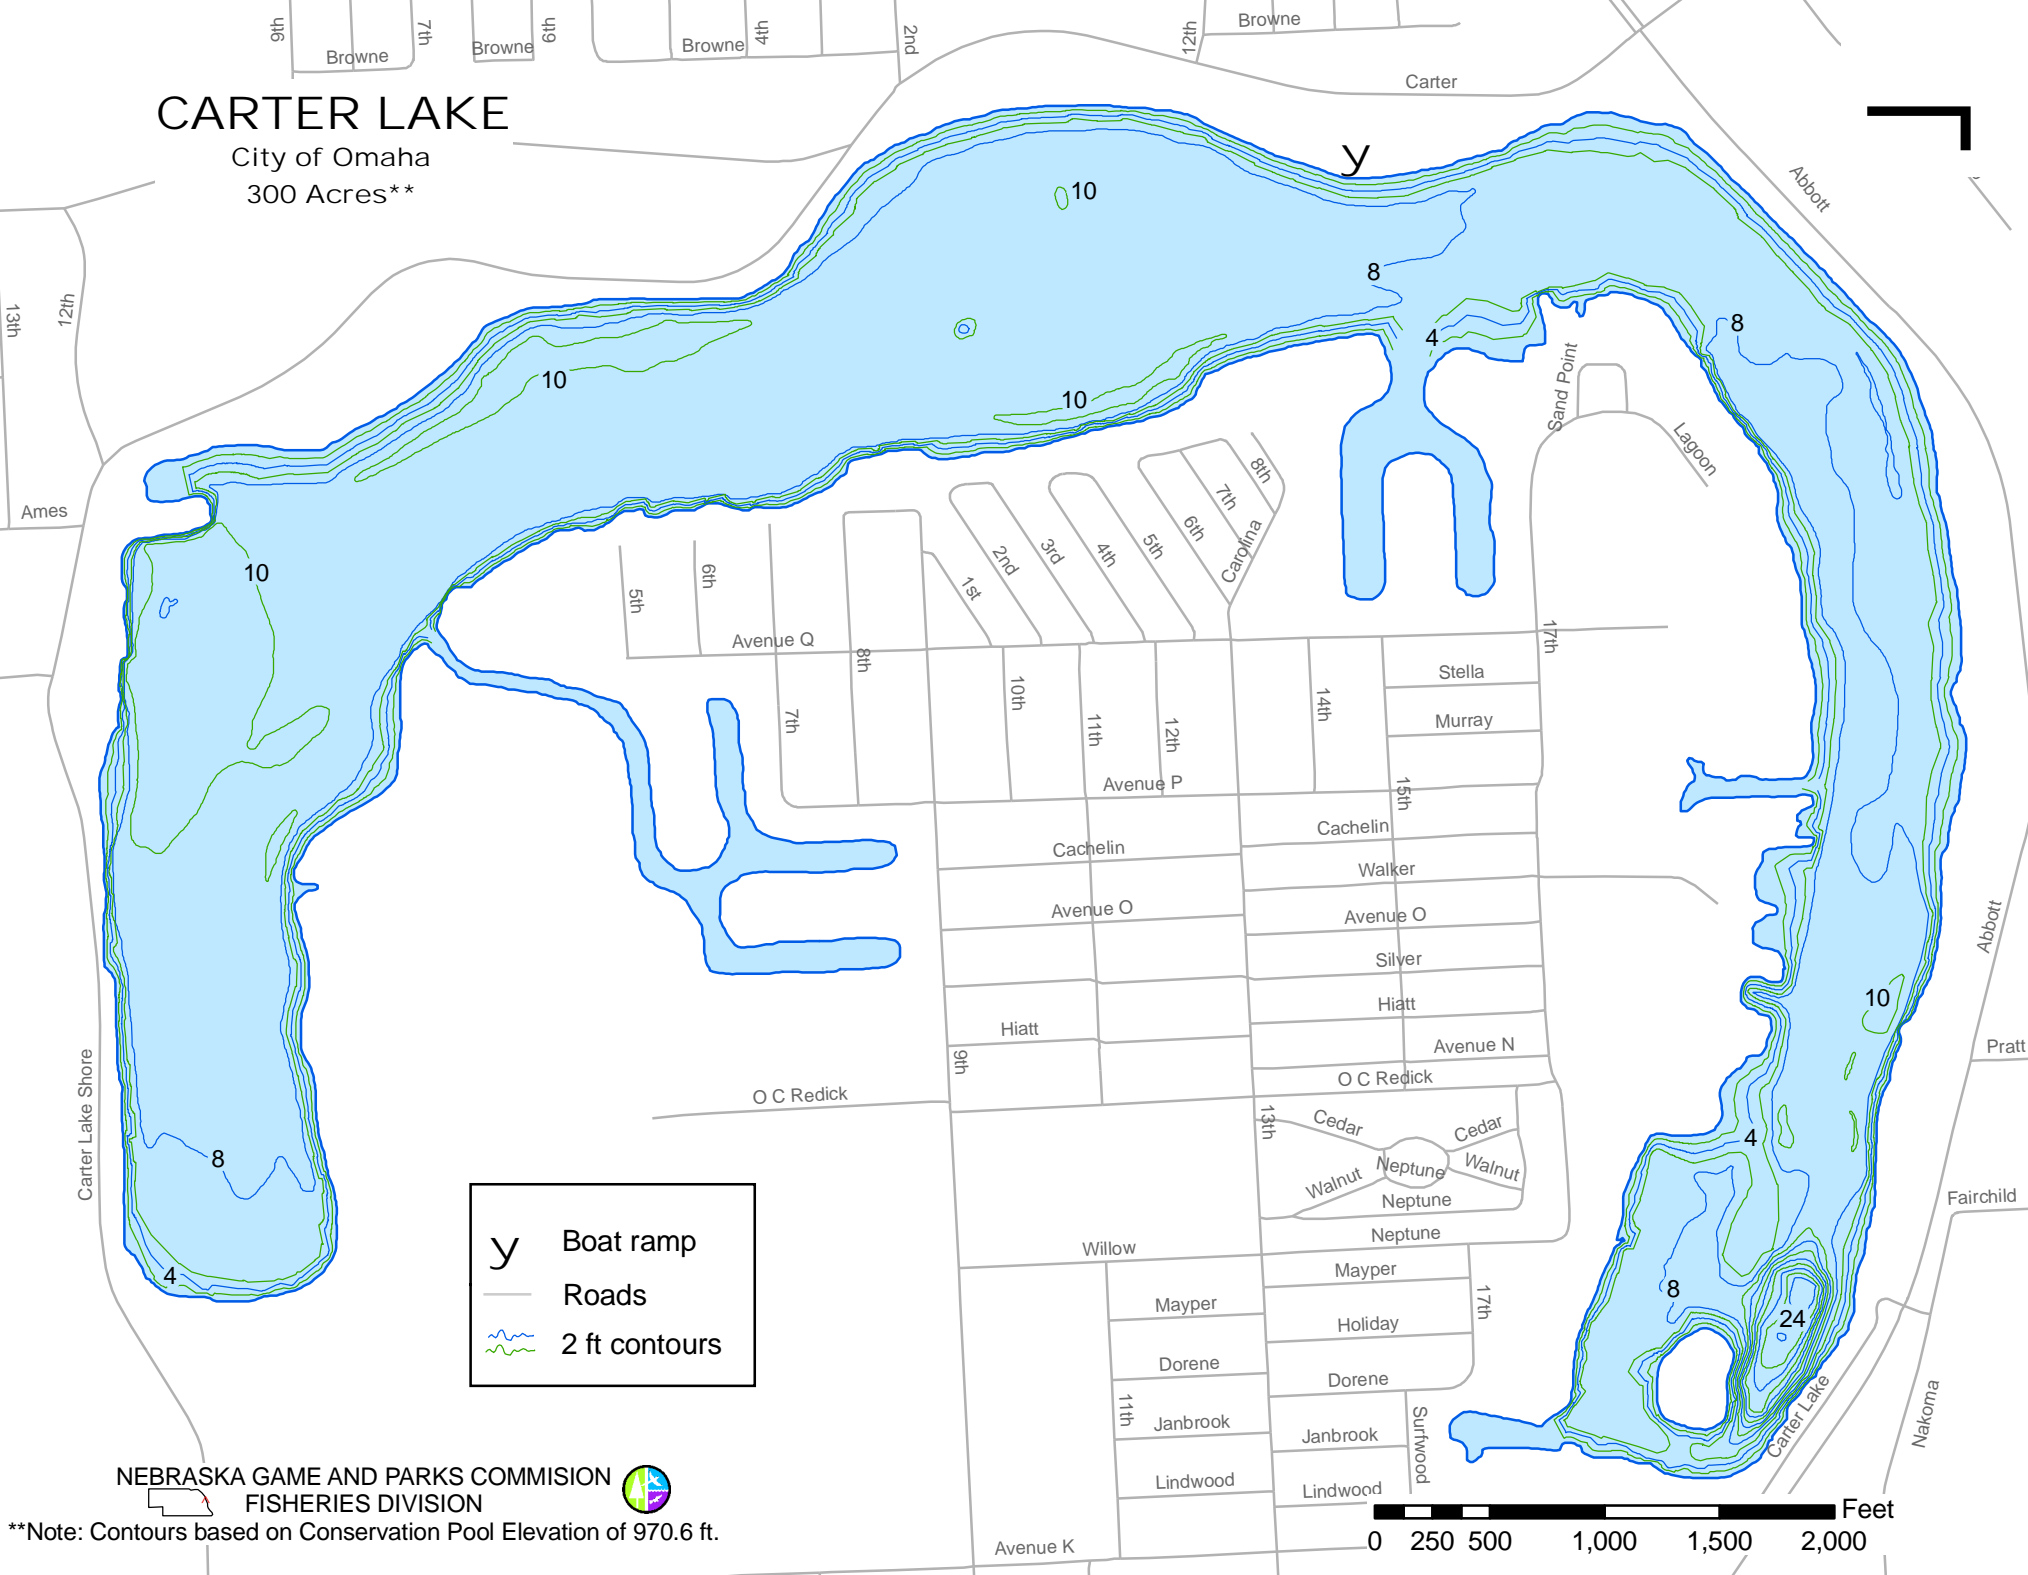 9th
7th
6th
4th
2nd
12th
Browne
Browne
Browne
Browne
Carter
CARTER LAKE
City of Omaha
300 Acres**
y
Abbott
10
13th
12th
8
8
4
10
10
Sand Point
Lagoon
Ames
10
8th
7th
6th
5th
4th
3rd
2nd
1st
Carolina
5th
6th
Avenue Q
8th
17th
Stella
7th
10th
11th
12th
14th
Murray
Avenue P
15th
Cachelin
Cachelin
Walker
Avenue O
Avenue O
Silver
Abbott
Hiatt
Hiatt
10
Avenue N
Pratt
9th
O C Redick
O C Redick
Carter Lake Shore
13th
Cedar
Cedar
4
8
Neptune
Walnut
Walnut
Neptune
Fairchild
Neptune
Willow
4
Boat ramp
y
Roads
2 ft contours
Mayper
Mayper
17th
8
24
Holiday
Dorene
Dorene
11th
Janbrook
Janbrook
Surfwood
Carter Lake
Nakoma
Lindwood
Lindwood
NEBRASKA GAME AND PARKS COMMISION
FISHERIES DIVISION
**Note: Contours based on Conservation Pool Elevation of 970.6 ft.
Avenue K
Feet
0 250 500 1,000 1,500 2,000